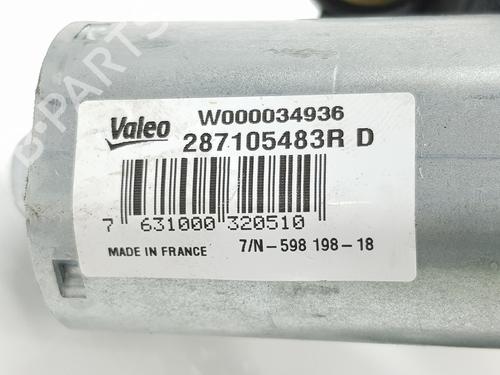 B-PARTS
Valeo
W000034936
287105483R D
7 631000 320510
MADE IN FRANCE 7/N-598 198-18